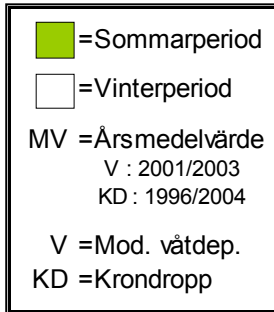 =Sommarperiod
=Vinterperiod
MV =Årsmedelvärde
V : 2001/2003
KD : 1996/2004
V =Mod. våtdep.
KD =Krondropp